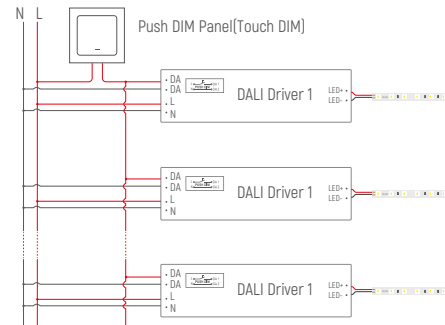 N L
Push DIM Panel(Touch DIM)
DA
DA
L
N
DALI Driver 1
LED+
LED-
DA
DA
L
N
DALI Driver 1
LED+
LED-
DA
DA
L
N
DALI Driver 1
LED+
LED-